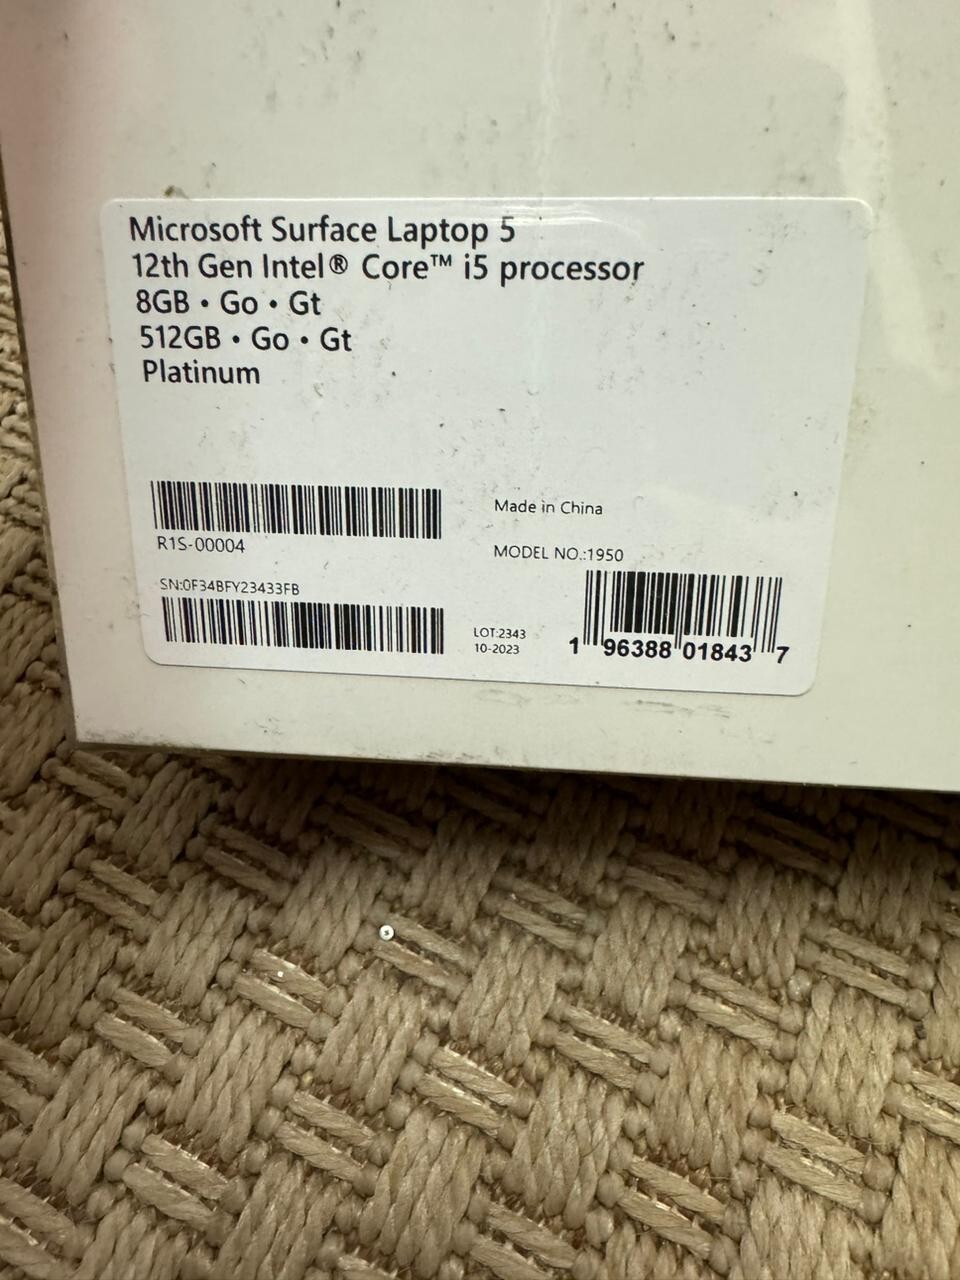 Microsoft Surface Laptop 5
12th Gen Intel® Core™ i5 processor
8GB • Go • Gt
512GB • Go • Gt
Platinum
R1S-00004
SN:0F34BFY23433FB
Made in China
MODEL NO.:1950
LOT:2343
10-2023
1 96388 01843 7